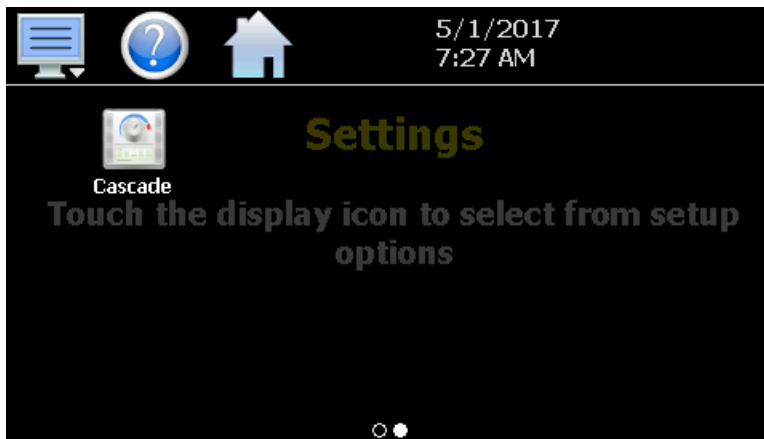 5/1/2017
7:27 AM
Settings
Cascade
Touch the display icon to select from setup
options